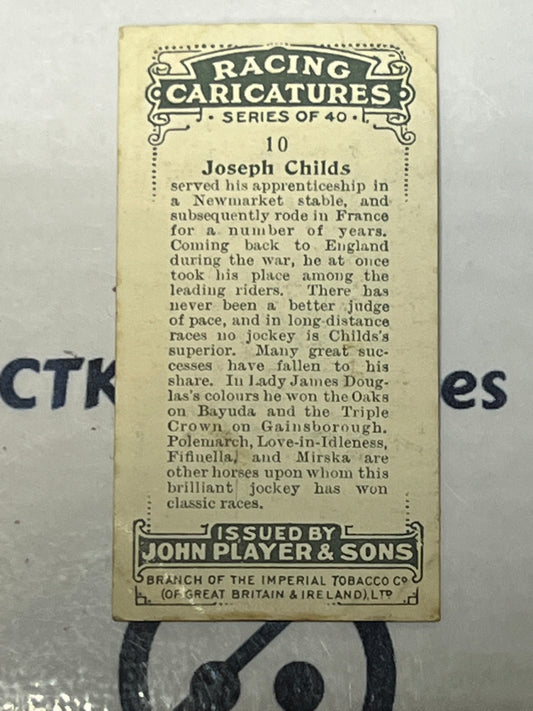 RACING
CARICATURES
· SERIES OF 40 ·
10
Joseph Childs
served his apprenticeship in
a Newmarket stable, and
subsequently rode in France
for a number of years.
Coming back to England
during the war, he at once
took his place among the
leading riders. There has
never been a better judge
of pace, and in long-distance
races no jockey is Childs's
superior. Many great suc-
cesses have fallen to his
share. In Lady James Doug-
las's colours he won the Oaks
on Bayuda and the Triple
Crown on Gainsborough.
Polemarch, Love-in-Idleness,
Fifinella, and Mirska are
other horses upon whom this
brilliant jockey has won
classic races.
ISSUED BY
JOHN PLAYER & SONS
BRANCH OF THE IMPERIAL TOBACCO Co
(OF GREAT BRITAIN & IRELAND), LTD
CTK
es